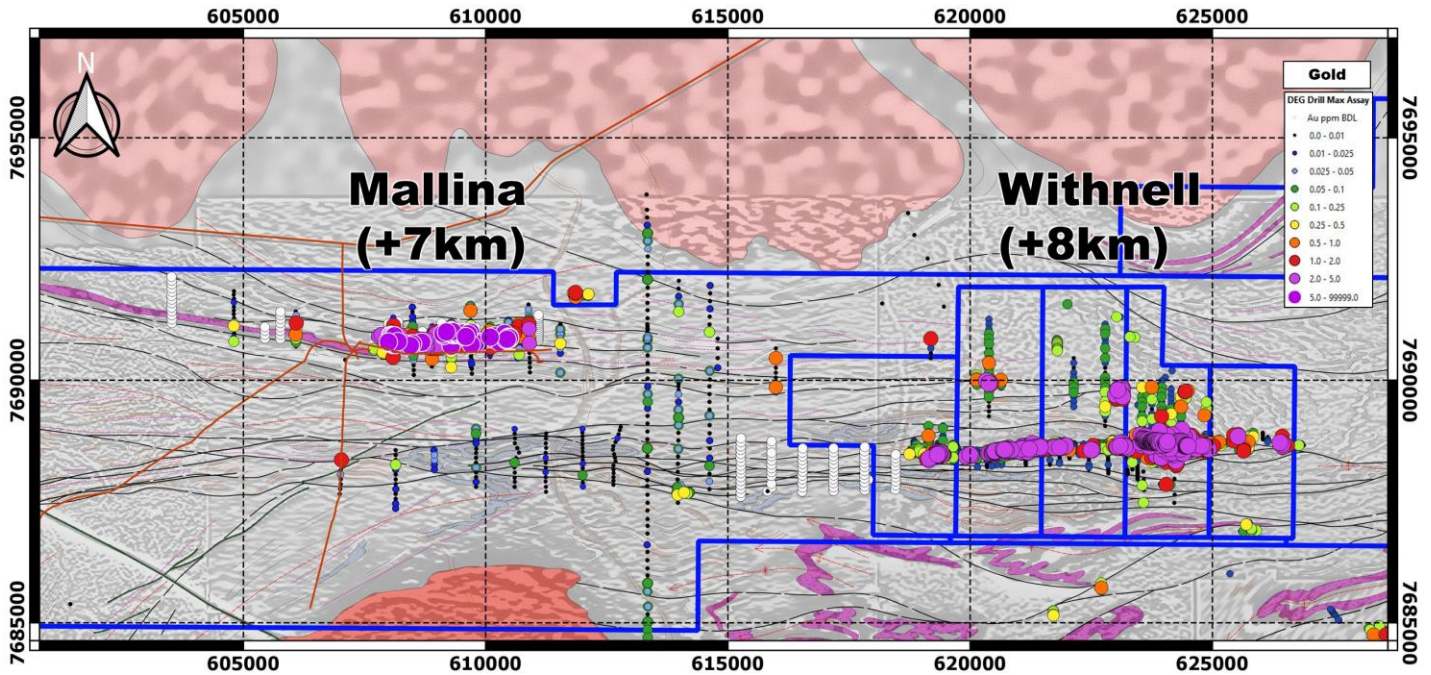 605000 610000 615000 620000 625000
N
Gold
DEG Drill Max Assay
Au ppm BDL
0.0 - 0.01
0.01 - 0.025
0.025 - 0.05
0.05 - 0.1
0.1 - 0.25
0.25 - 0.5
0.5 - 1.0
1.0 - 2.0
2.0 - 5.0
5.0 - 99999.0
Mallina
(+7km)
Withnell
(+8km)
7695000
7690000
7685000
7695000
7690000
7685000
605000 610000 615000 620000 625000